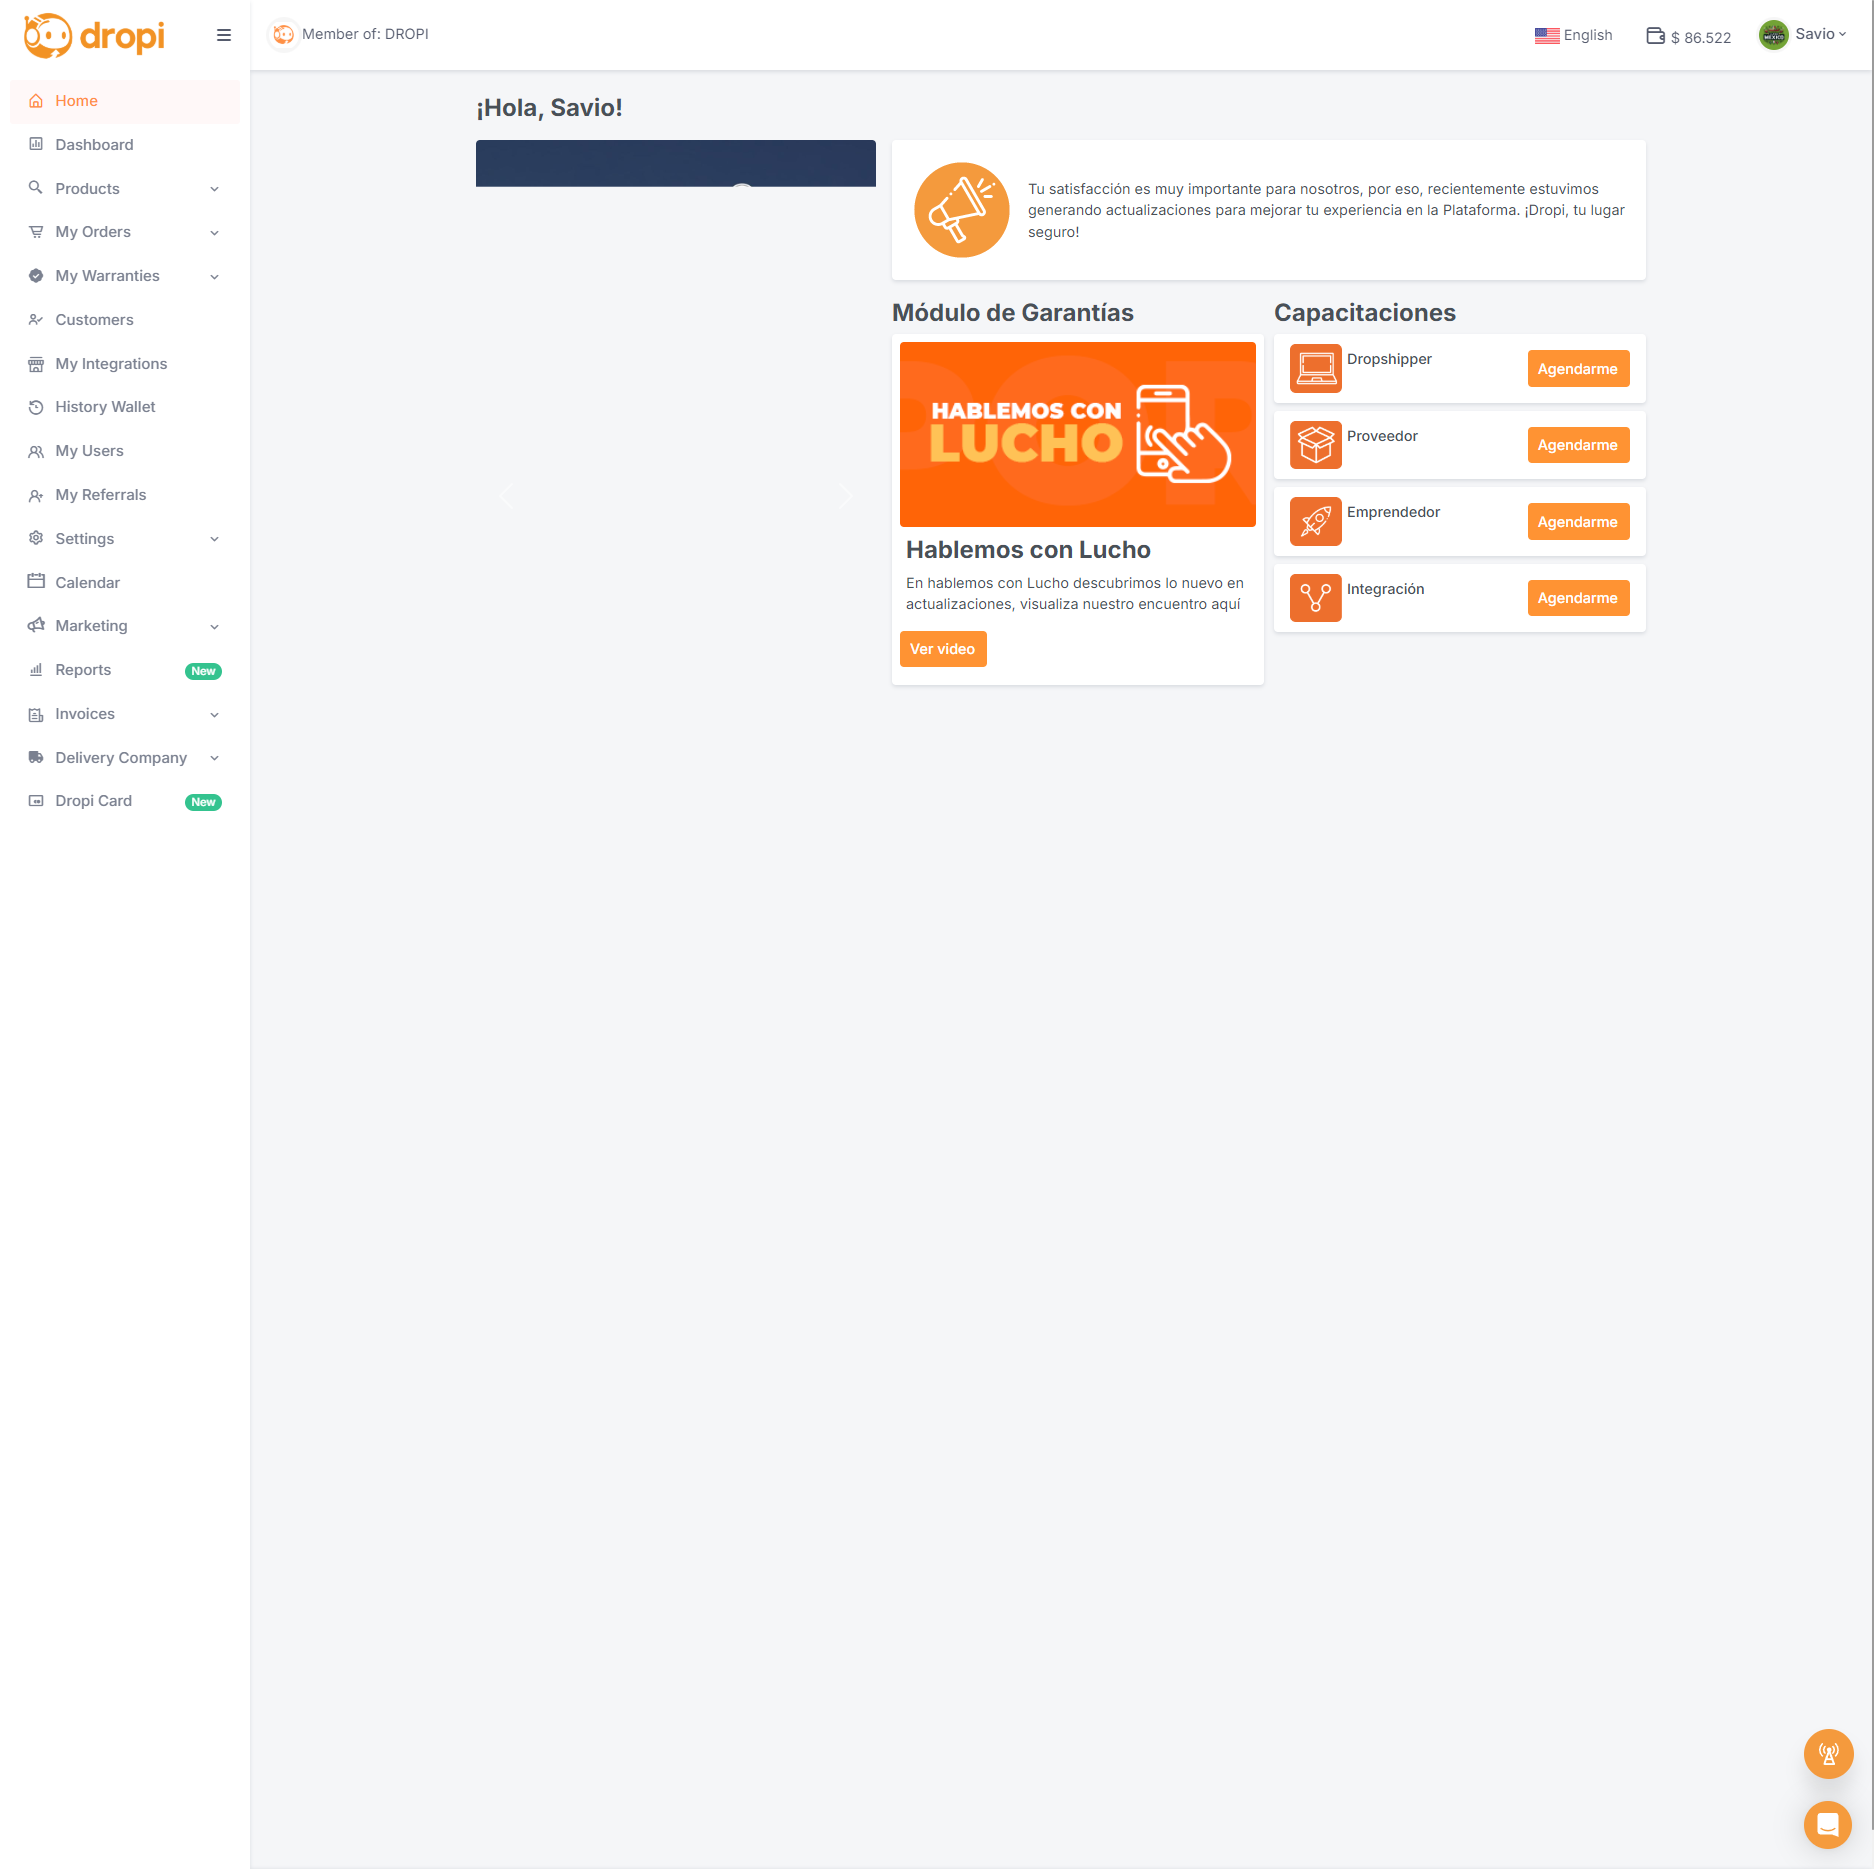 dropi
Member of: DROPI
English
$ 86.522
Savio
Home
Dashboard
Products
My Orders
My Warranties
Customers
My Integrations
History Wallet
My Users
My Referrals
Settings
Calendar
Marketing
Reports New
Invoices
Delivery Company
Dropi Card New
¡Hola, Savio!
Tu satisfacción es muy importante para nosotros, por eso, recientemente estuvimos
generando actualizaciones para mejorar tu experiencia en la Plataforma. ¡Dropi, tu lugar
seguro!
Módulo de Garantías
HABLEMOS CON
LUCHO
Hablemos con Lucho
En hablemos con Lucho descubrimos lo nuevo en
actualizaciones, visualiza nuestro encuentro aquí
Ver video
Capacitaciones
Dropshipper
Agendarme
Proveedor
Agendarme
Emprendedor
Agendarme
Integración
Agendarme